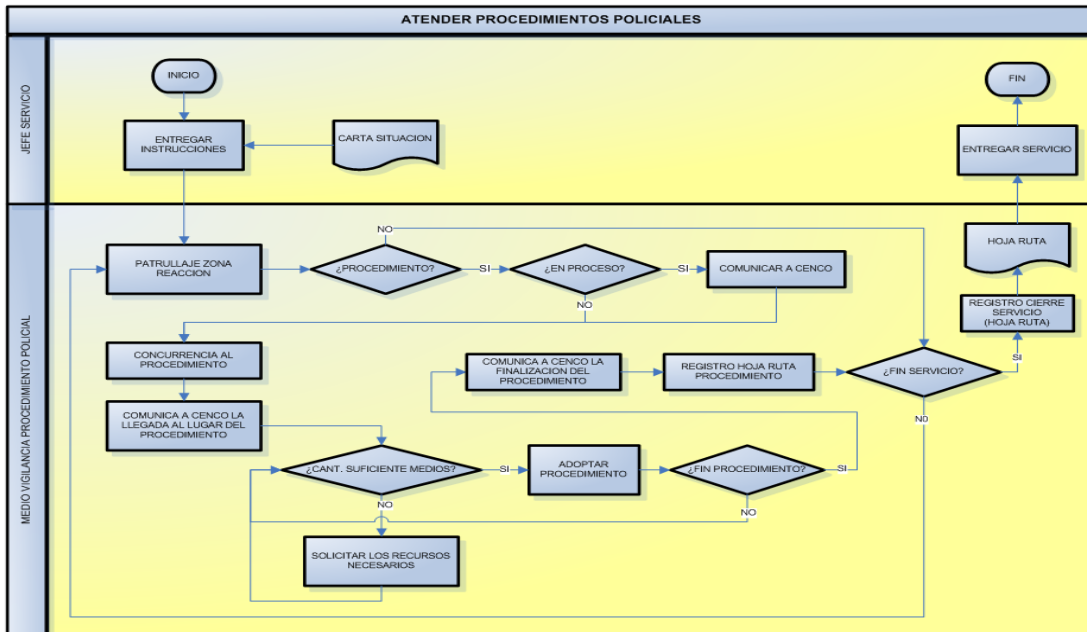 ATENDER PROCEDIMIENTOS POLICIALES
JEFE SERVICIO
INICIO
FIN
ENTREGAR
INSTRUCCIONES
CARTA SITUACION
ENTREGAR SERVICIO
MEDIO VIGILANCIA PROCEDIMIENTO POLICIAL
NO
PATRULLAJE ZONA
REACCION
¿PROCEDIMIENTO?
SI
¿EN PROCESO?
SI
COMUNICAR A CENCO
HOJA RUTA
NO
REGISTRO CIERRE
SERVICIO
(HOJA RUTA)
CONCURRENCIA AL
PROCEDIMIENTO
COMUNICA A CENCO LA
FINALIZACION DEL
PROCEDIMIENTO
REGISTRO HOJA RUTA
PROCEDIMIENTO
¿FIN SERVICIO?
SI
COMUNICA A CENCO LA
LLEGADA AL LUGAR DEL
PROCEDIMIENTO
NO
¿CANT. SUFICIENTE MEDIOS?
SI
ADOPTAR
PROCEDIMIENTO
¿FIN PROCEDIMIENTO?
SI
NO
NO
SOLICITAR LOS RECURSOS
NECESARIOS